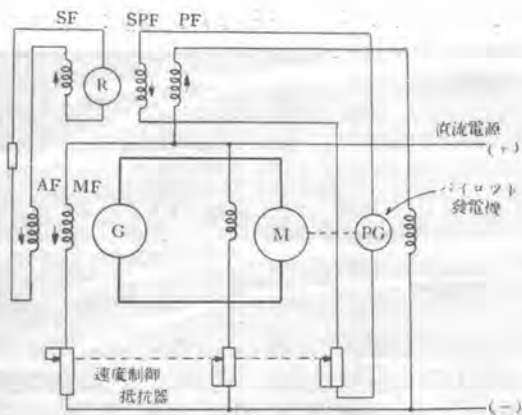 SF
SPF
PF
R
直流電源
(+)
AF
MF
パイロット
發電機
G
M
PG
速度制御
抵抗器
(−)